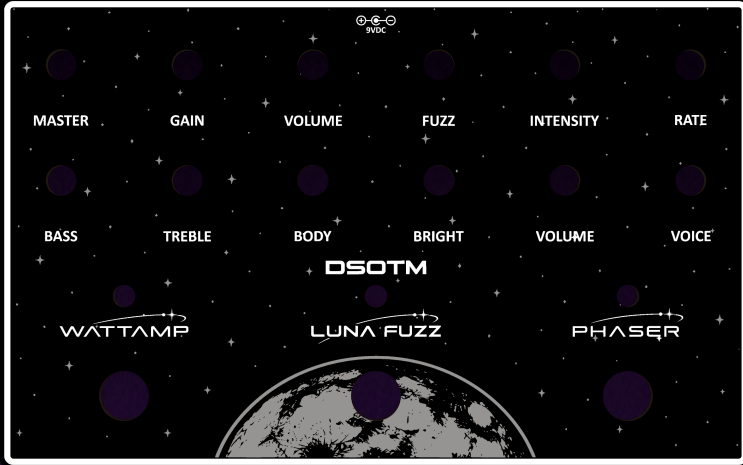 9VDC
MASTER GAIN VOLUME FUZZ INTENSITY RATE
BASS TREBLE BODY BRIGHT VOLUME VOICE
DSOTM
WATTAMP LUNA FUZZ PHASER